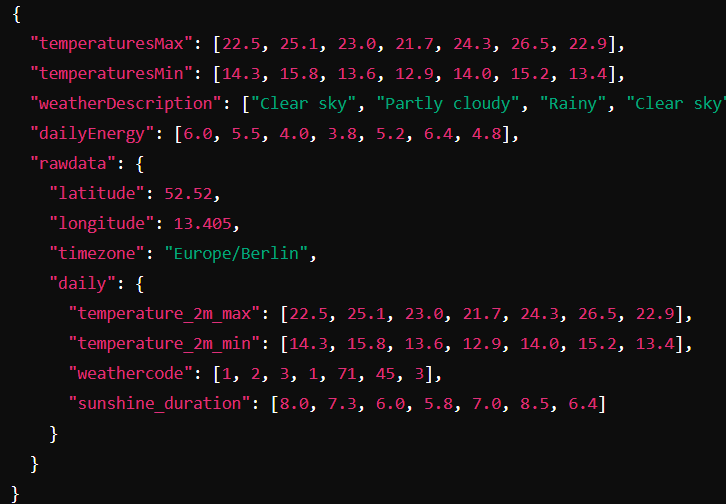 {
"temperaturesMax": [22.5, 25.1, 23.0, 21.7, 24.3, 26.5, 22.9],
"temperaturesMin": [14.3, 15.8, 13.6, 12.9, 14.0, 15.2, 13.4],
"weatherDescription": ["Clear sky", "Partly cloudy", "Rainy", "Clear sky"
"dailyEnergy": [6.0, 5.5, 4.0, 3.8, 5.2, 6.4, 4.8],
"rawdata": {
"latitude": 52.52,
"longitude": 13.405,
"timezone": "Europe/Berlin",
"daily": {
"temperature_2m_max": [22.5, 25.1, 23.0, 21.7, 24.3, 26.5, 22.9],
"temperature_2m_min": [14.3, 15.8, 13.6, 12.9, 14.0, 15.2, 13.4],
"weathercode": [1, 2, 3, 1, 71, 45, 3],
"sunshine_duration": [8.0, 7.3, 6.0, 5.8, 7.0, 8.5, 6.4]
}
}
}